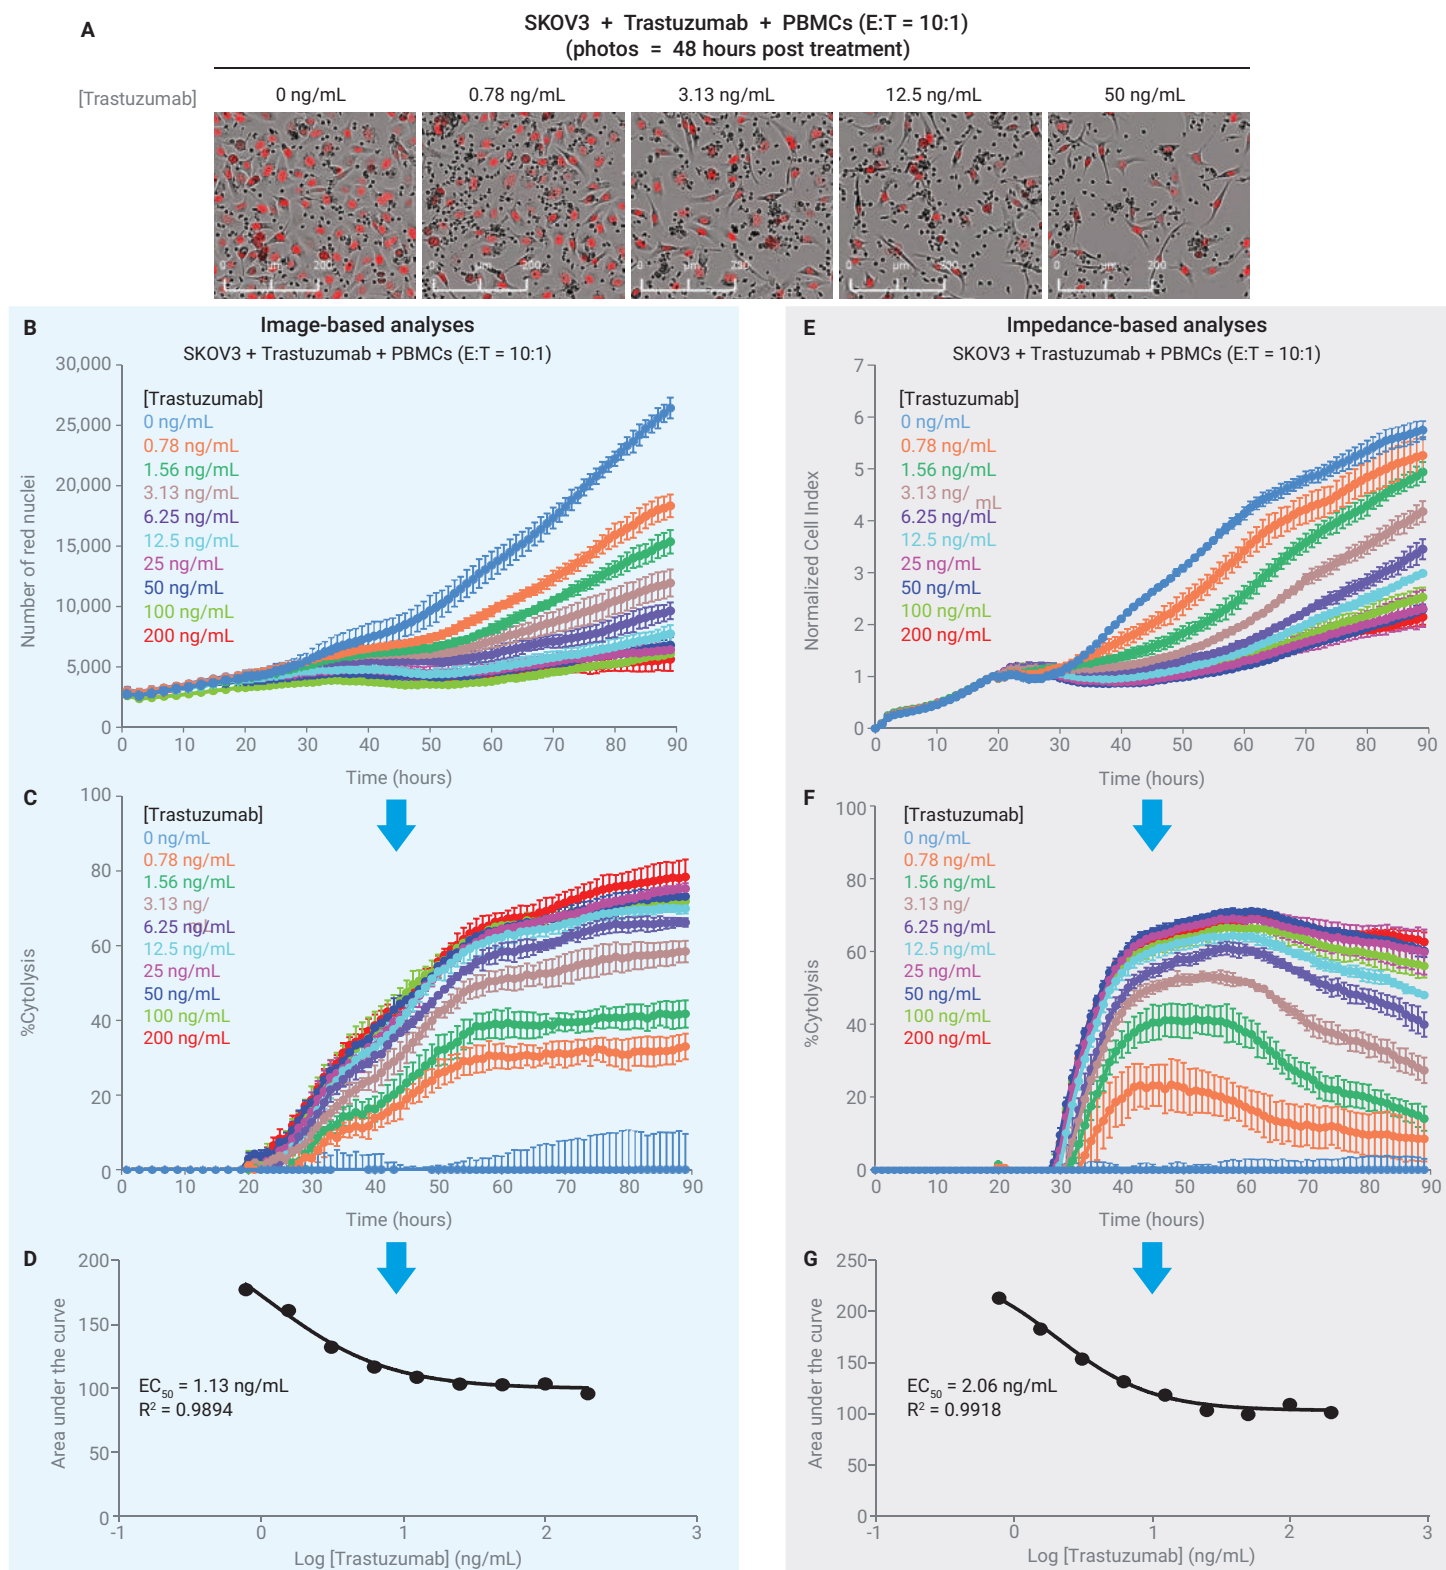 A
SKOV3 + Trastuzumab + PBMCs (E:T = 10:1)
(photos = 48 hours post treatment)
[Trastuzumab]
0 ng/mL
0.78 ng/mL
3.13 ng/mL
12.5 ng/mL
50 ng/mL
0 µm 200
0 µm 200
0 µm
0 µm
0 µm 200
B
Image-based analyses
SKOV3 + Trastuzumab + PBMCs (E:T = 10:1)
30,000
25,000
20,000
15,000
10,000
5,000
0
Number of red nuclei
[Trastuzumab]
0 ng/mL
0.78 ng/mL
1.56 ng/mL
3.13 ng/mL
6.25 ng/mL
12.5 ng/mL
25 ng/mL
50 ng/mL
100 ng/mL
200 ng/mL
0 10 20 30 40 50 60 70 80 90
Time (hours)
C
100
80
60
40
20
0
%Cytolysis
[Trastuzumab]
0 ng/mL
0.78 ng/mL
1.56 ng/mL
3.13 ng/
6.25 ng/mL
12.5 ng/mL
25 ng/mL
50 ng/mL
100 ng/mL
200 ng/mL
0 10 20 30 40 50 60 70 80 90
Time (hours)
D
200
150
100
50
0
Area under the curve
EC50 = 1.13 ng/mL
R2 = 0.9894
-1 0 1 2 3
Log [Trastuzumab] (ng/mL)
E
Impedance-based analyses
SKOV3 + Trastuzumab + PBMCs (E:T = 10:1)
7
6
5
4
3
2
1
0
Normalized Cell Index
[Trastuzumab]
0 ng/mL
0.78 ng/mL
1.56 ng/mL
3.13 ng/
mL
6.25 ng/mL
12.5 ng/mL
25 ng/mL
50 ng/mL
100 ng/mL
200 ng/mL
0 10 20 30 40 50 60 70 80 90
Time (hours)
F
100
80
60
40
20
0
%Cytolysis
[Trastuzumab]
0 ng/mL
0.78 ng/mL
1.56 ng/mL
3.13 ng/
6.25 ng/mL
12.5 ng/mL
25 ng/mL
50 ng/mL
100 ng/mL
200 ng/mL
0 10 20 30 40 50 60 70 80 90
Time (hours)
G
250
200
150
100
50
0
Area under the curve
EC50 = 2.06 ng/mL
R2 = 0.9918
-1 0 1 2 3
Log [Trastuzumab] (ng/mL)